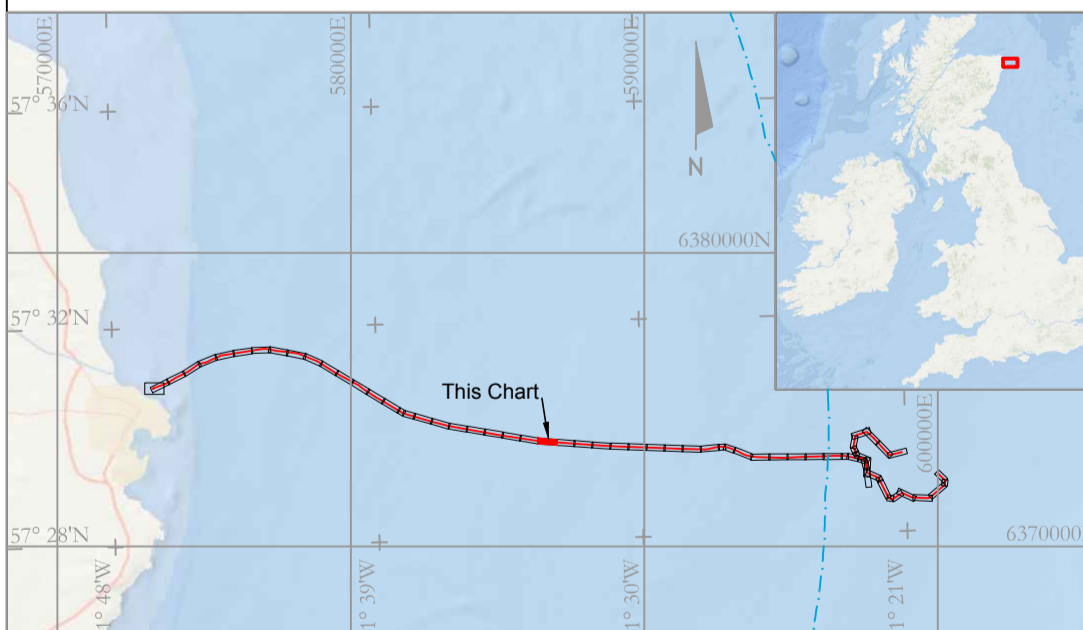 570000E
580000E
590000E
57° 36'N
N
6380000N
57° 32'N
This Chart
600000E
57° 28'N
6370000
1° 48'W
1° 39'W
1° 30'W
1° 21'W